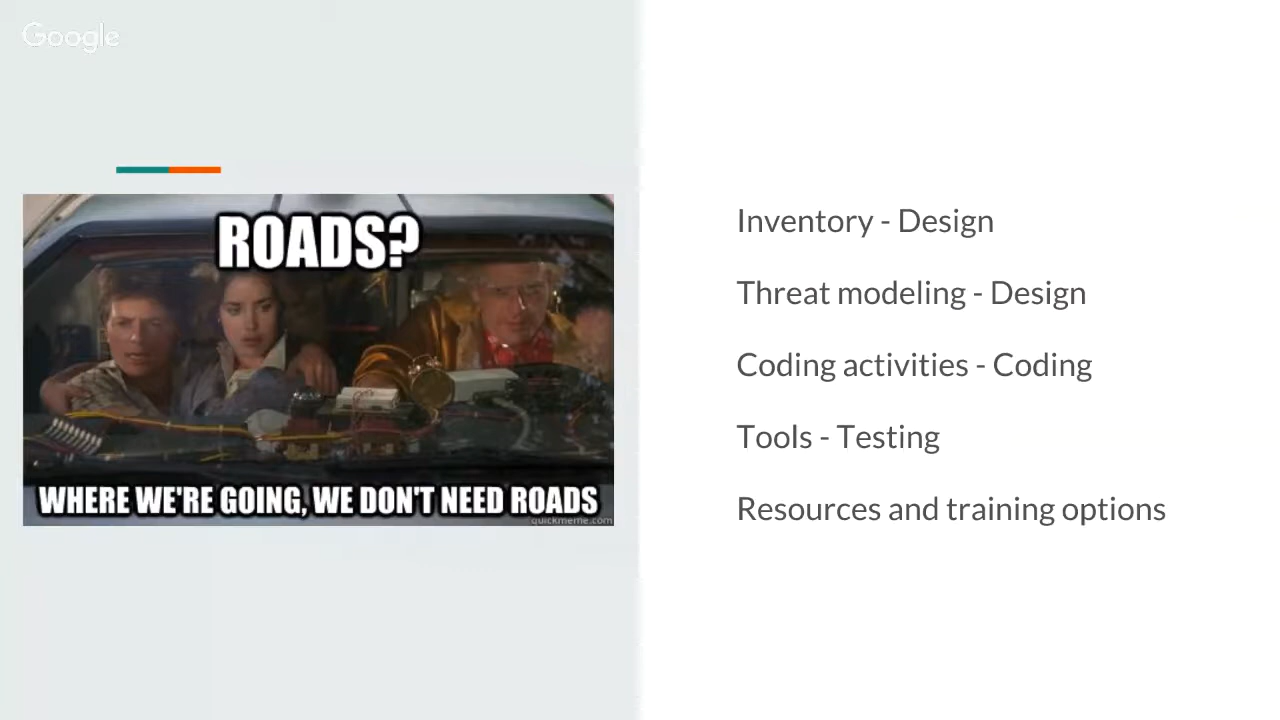 Google
ROADS?
WHERE WE'RE GOING, WE DON'T NEED ROADS
quickmeme.com
Inventory - Design
Threat modeling - Design
Coding activities - Coding
Tools - Testing
Resources and training options